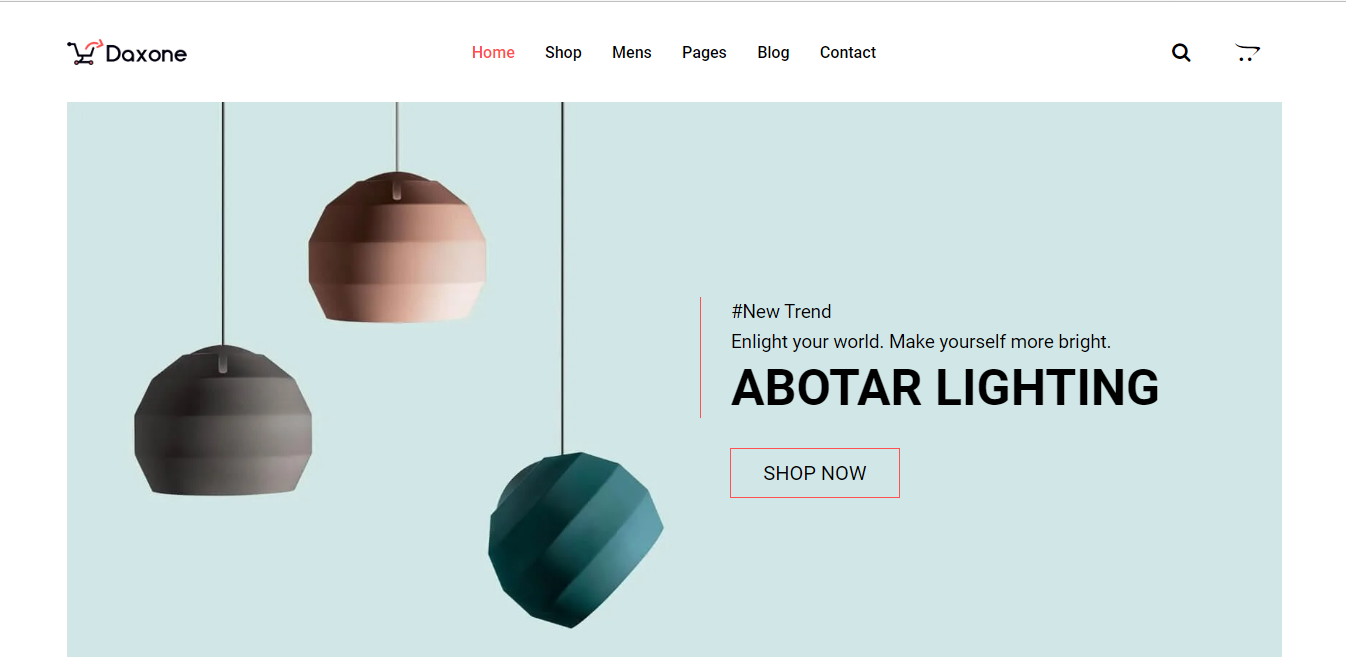 Daxone
Home Shop Mens Pages Blog Contact
#New Trend
Enlight your world. Make yourself more bright.
ABOTAR LIGHTING
SHOP NOW